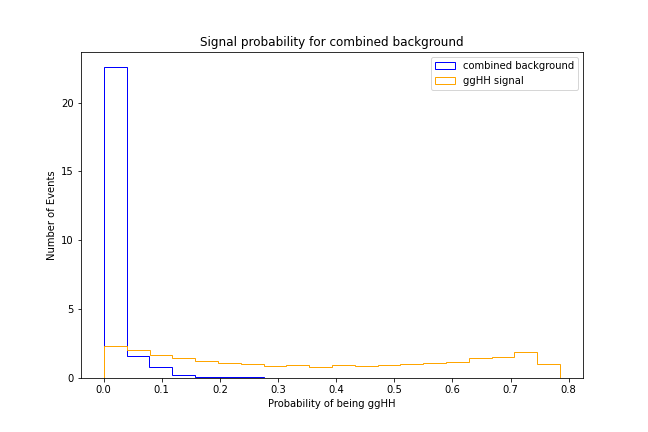 Signal probability for combined background
combined background
ggHH signal
Number of Events
20
15
10
5
0
0.0 0.1 0.2 0.3 0.4 0.5 0.6 0.7 0.8
Probability of being ggHH